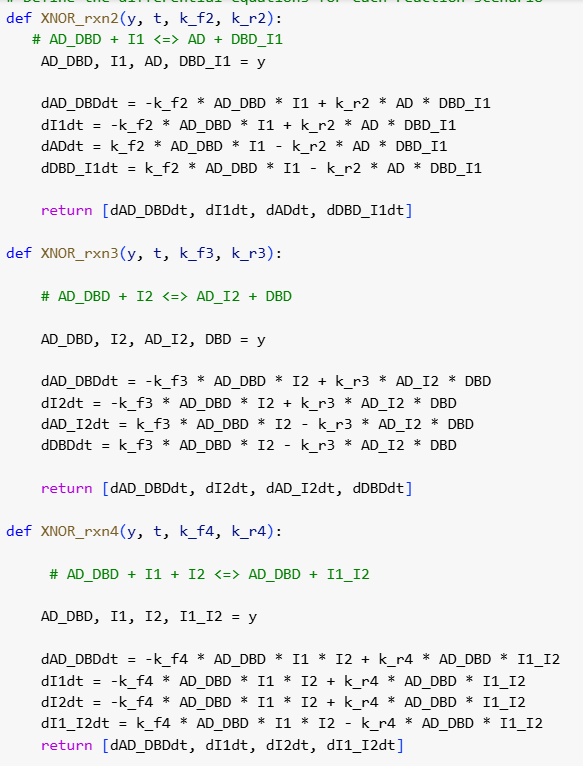 # Define the differential equations for each reaction scenario
def XNOR_rxn2(y, t, k_f2, k_r2):
# AD_DBD + I1 <=> AD + DBD_I1
AD_DBD, I1, AD, DBD_I1 = y
dAD_DBDdt = -k_f2 * AD_DBD * I1 + k_r2 * AD * DBD_I1
dI1dt = -k_f2 * AD_DBD * I1 + k_r2 * AD * DBD_I1
dADdt = k_f2 * AD_DBD * I1 - k_r2 * AD * DBD_I1
dDBD_I1dt = k_f2 * AD_DBD * I1 - k_r2 * AD * DBD_I1
return [dAD_DBDdt, dI1dt, dADdt, dDBD_I1dt]
def XNOR_rxn3(y, t, k_f3, k_r3):
# AD_DBD + I2 <=> AD_I2 + DBD
AD_DBD, I2, AD_I2, DBD = y
dAD_DBDdt = -k_f3 * AD_DBD * I2 + k_r3 * AD_I2 * DBD
dI2dt = -k_f3 * AD_DBD * I2 + k_r3 * AD_I2 * DBD
dAD_I2dt = k_f3 * AD_DBD * I2 - k_r3 * AD_I2 * DBD
dDBDdt = k_f3 * AD_DBD * I2 - k_r3 * AD_I2 * DBD
return [dAD_DBDdt, dI2dt, dAD_I2dt, dDBDdt]
def XNOR_rxn4(y, t, k_f4, k_r4):
# AD_DBD + I1 + I2 <=> AD_DBD + I1_I2
AD_DBD, I1, I2, I1_I2 = y
dAD_DBDdt = -k_f4 * AD_DBD * I1 * I2 + k_r4 * AD_DBD * I1_I2
dI1dt = -k_f4 * AD_DBD * I1 * I2 + k_r4 * AD_DBD * I1_I2
dI2dt = -k_f4 * AD_DBD * I1 * I2 + k_r4 * AD_DBD * I1_I2
dI1_I2dt = k_f4 * AD_DBD * I1 * I2 - k_r4 * AD_DBD * I1_I2
return [dAD_DBDdt, dI1dt, dI2dt, dI1_I2dt]